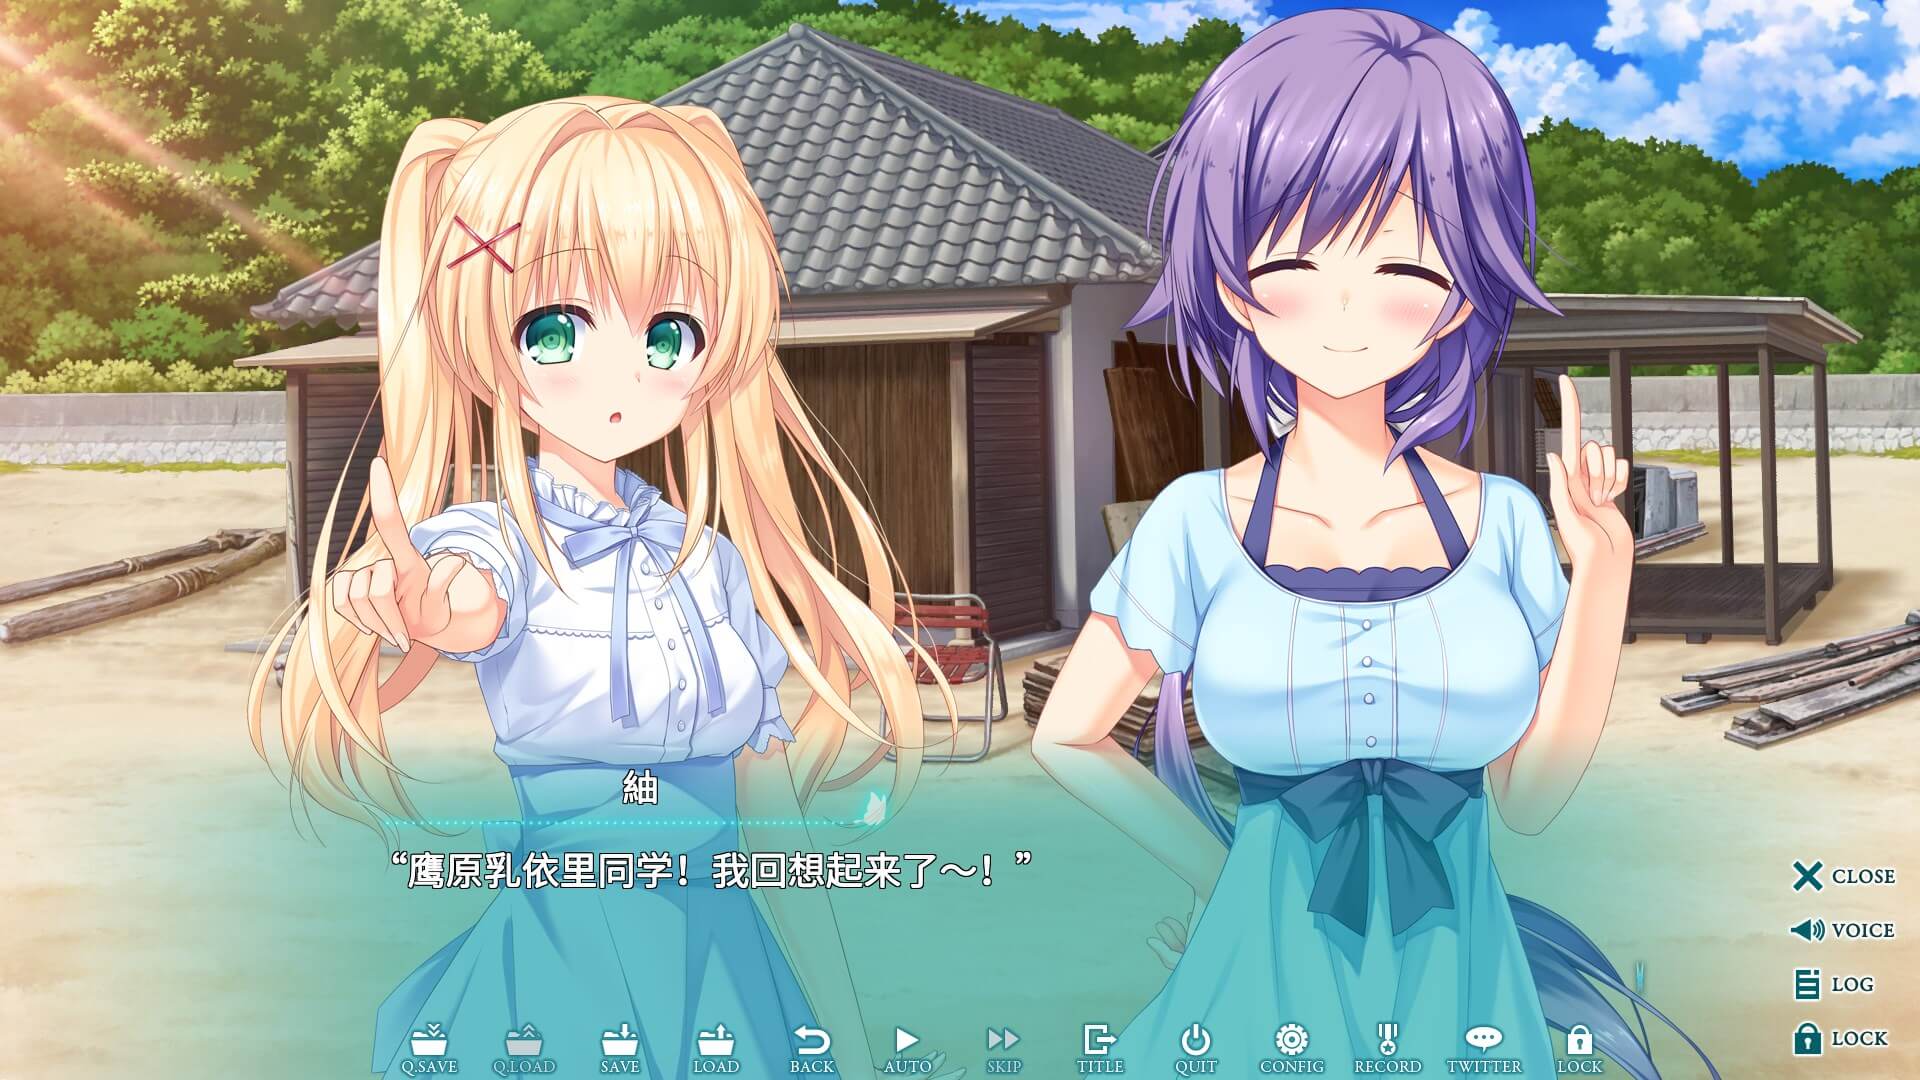 紬
“鹰原乳依里同学！我回想起来了～！”
CLOSE
VOICE
LOG
LOCK
Q.SAVE Q.LOAD SAVE LOAD BACK AUTO SKIP TITLE QUIT CONFIG RECORD TWITTER LOCK